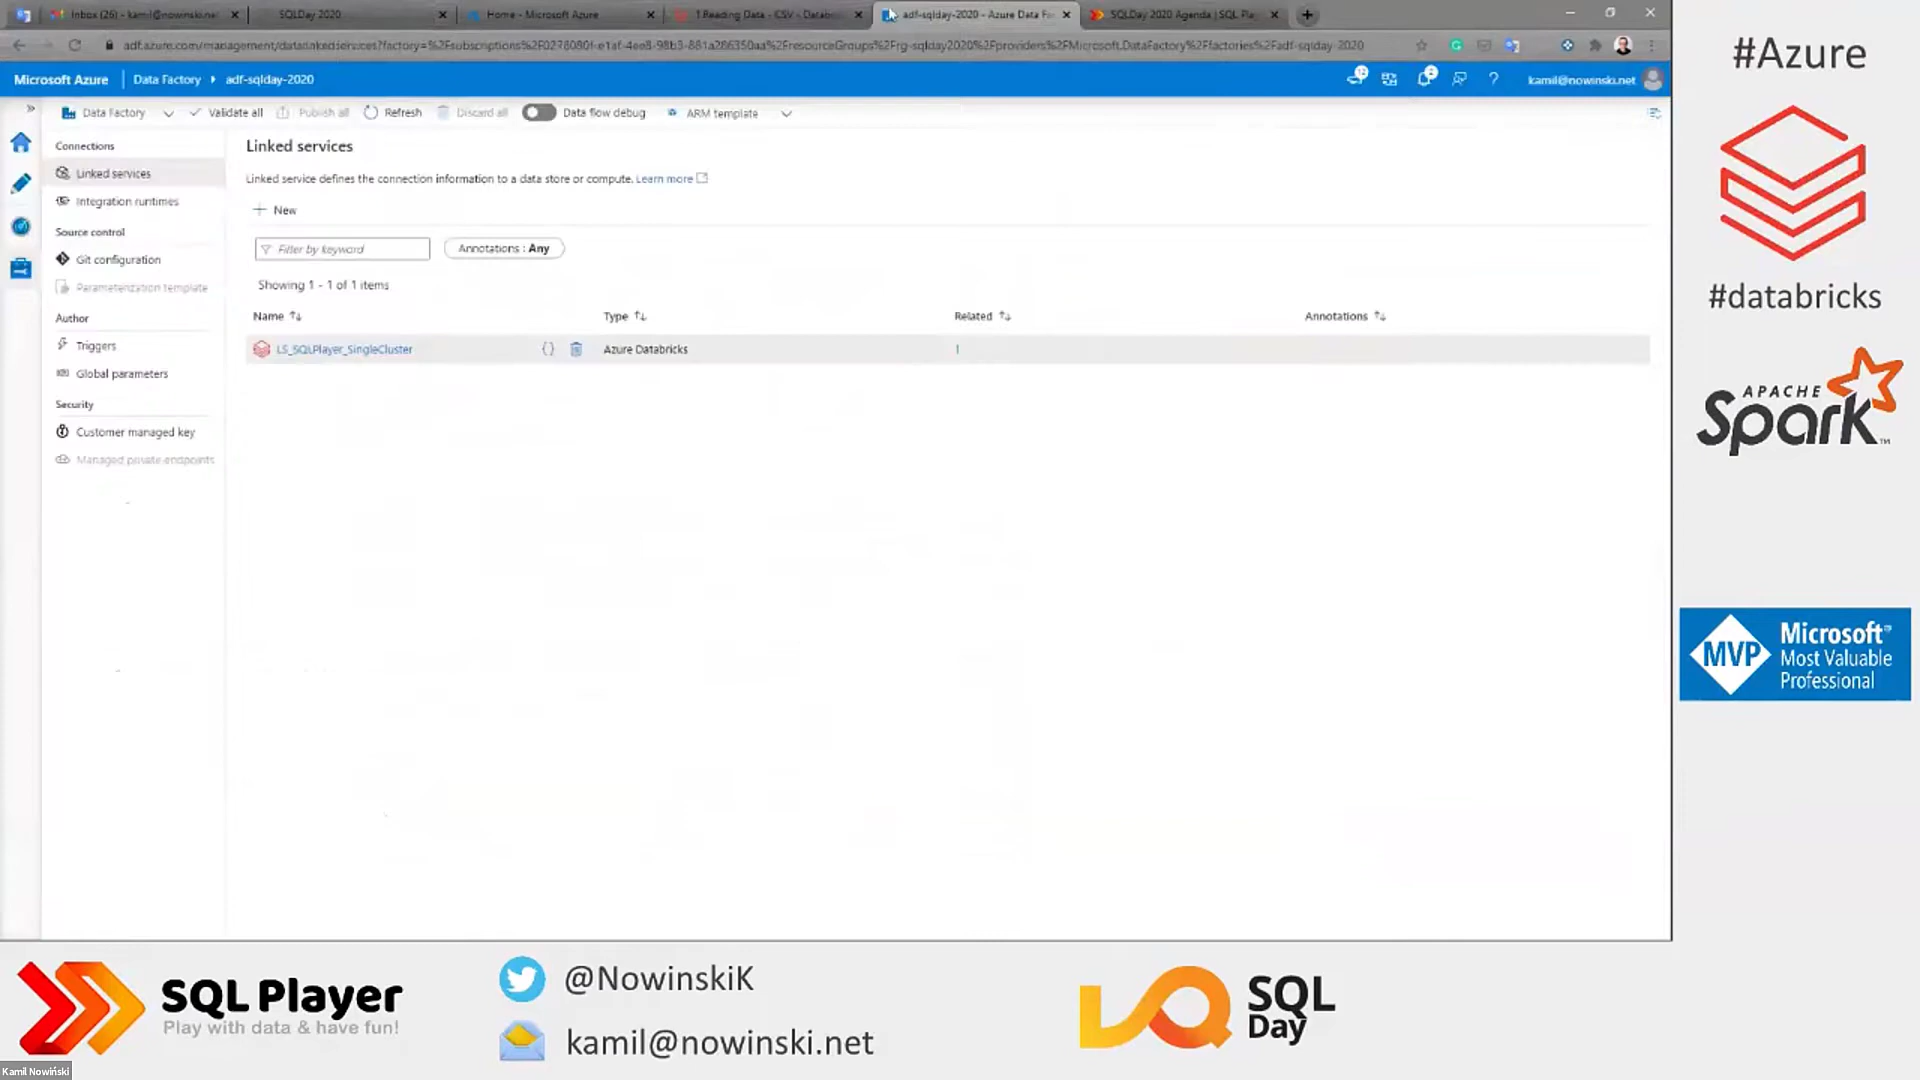 Inbox (26) - kamil@nowinski.net
SQLDay 2020
Home - Microsoft Azure
1 Reading Data - CSV - Datab
adf-sqlday-2020 - Azure Data Fa
SQLDay 2020 Agenda | SQL Pla
Microsoft Azure
Data Factory
adf-sqlday-2020
kamil@nowinski.net
Data Factory
Validate all
Publish all
Refresh
Discard all
Data flow debug
ARM template
Connections
Linked services
Integration runtimes
Source control
Git configuration
Parameterization template
Author
Triggers
Global parameters
Security
Customer managed key
Managed private endpoints
Linked services
Linked service defines the connection information to a data store or compute. Learn more
New
Filter by keyword
Annotations : Any
Showing 1 - 1 of 1 items
Name
Type
Related
Annotations
LS_SQLPlayer_SingleCluster
{}
Azure Databricks
1
#Azure
#databricks
APACHE
Spark™
MVP
Microsoft®
Most Valuable
Professional
SQL Player
Play with data & have fun!
@NowinskiK
kamil@nowinski.net
SQL
Day
Kamil Nowiński